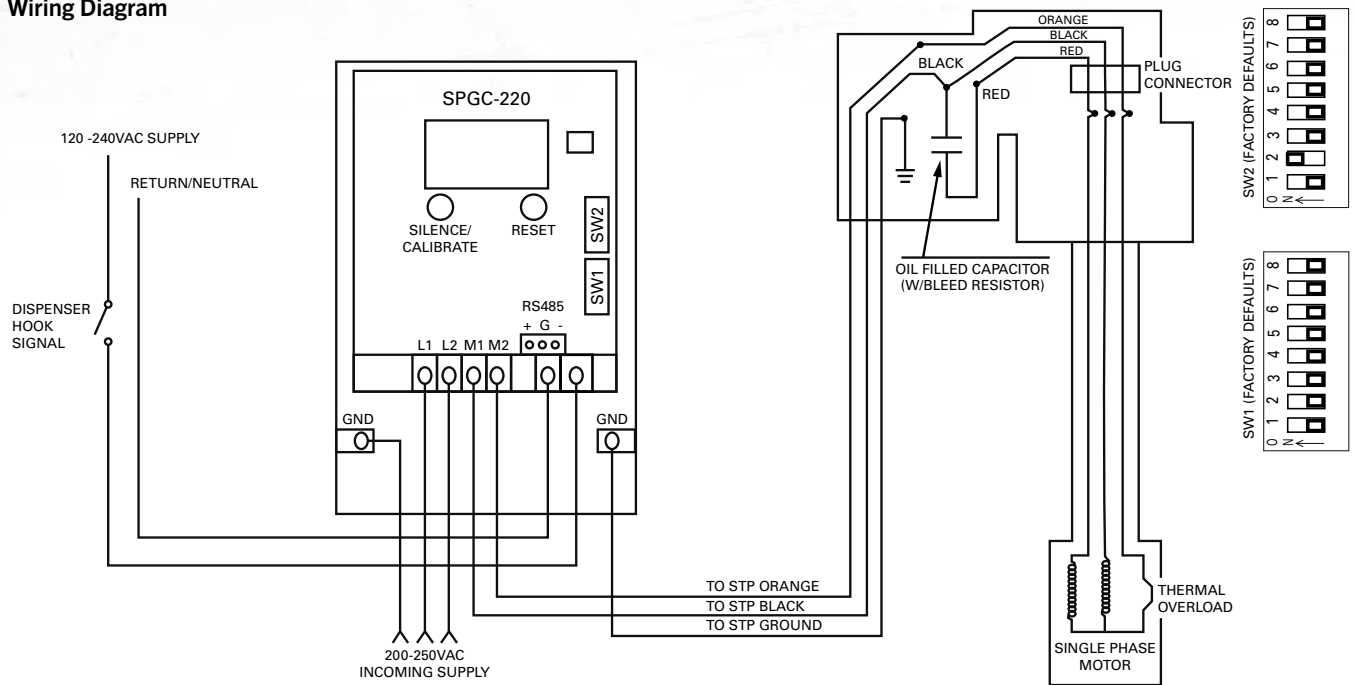 Wiring Diagram
120 -240VAC SUPPLY
RETURN/NEUTRAL
DISPENSER
HOOK
SIGNAL
SPGC-220
SILENCE/
CALIBRATE
RESET
SW2
SW1
RS485
+ G -
L1 L2 M1 M2
GND
GND
200-250VAC
INCOMING SUPPLY
TO STP ORANGE
TO STP BLACK
TO STP GROUND
ORANGE
BLACK
RED
BLACK
RED
PLUG
CONNECTOR
OIL FILLED CAPACITOR
(W/BLEED RESISTOR)
THERMAL
OVERLOAD
SINGLE PHASE
MOTOR
SW2 (FACTORY DEFAULTS)
1 2 3 4 5 6 7 8
ON
SW1 (FACTORY DEFAULTS)
1 2 3 4 5 6 7 8
ON